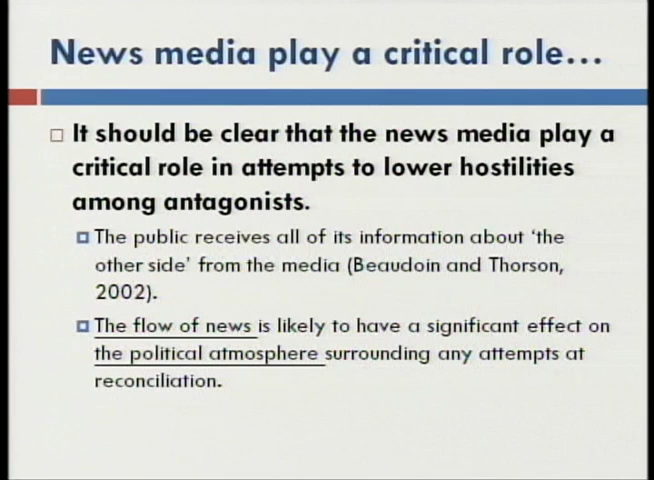 News media play a critical role...
It should be clear that the news media play a
critical role in attempts to lower hostilities
among antagonists.
The public receives all of its information about ‘the
other side’ from the media (Beaudoin and Thorson,
2002).
The flow of news is likely to have a significant effect on
the political atmosphere surrounding any attempts at
reconciliation.